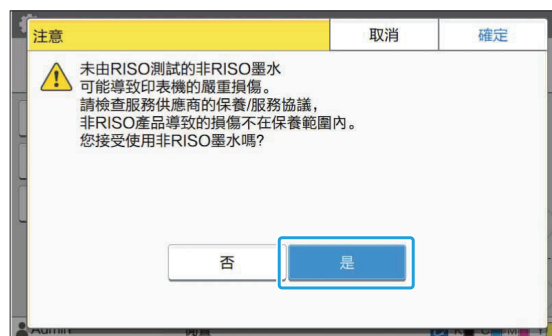 注意
取消
確定
未由RISO測試的非RISO墨水
可能導致印表機的嚴重損傷。
請檢查服務供應商的保養/服務協議，
非RISO產品導致的損傷不在保養範圍內。
您接受使用非RISO墨水嗎?
否
是
Admin